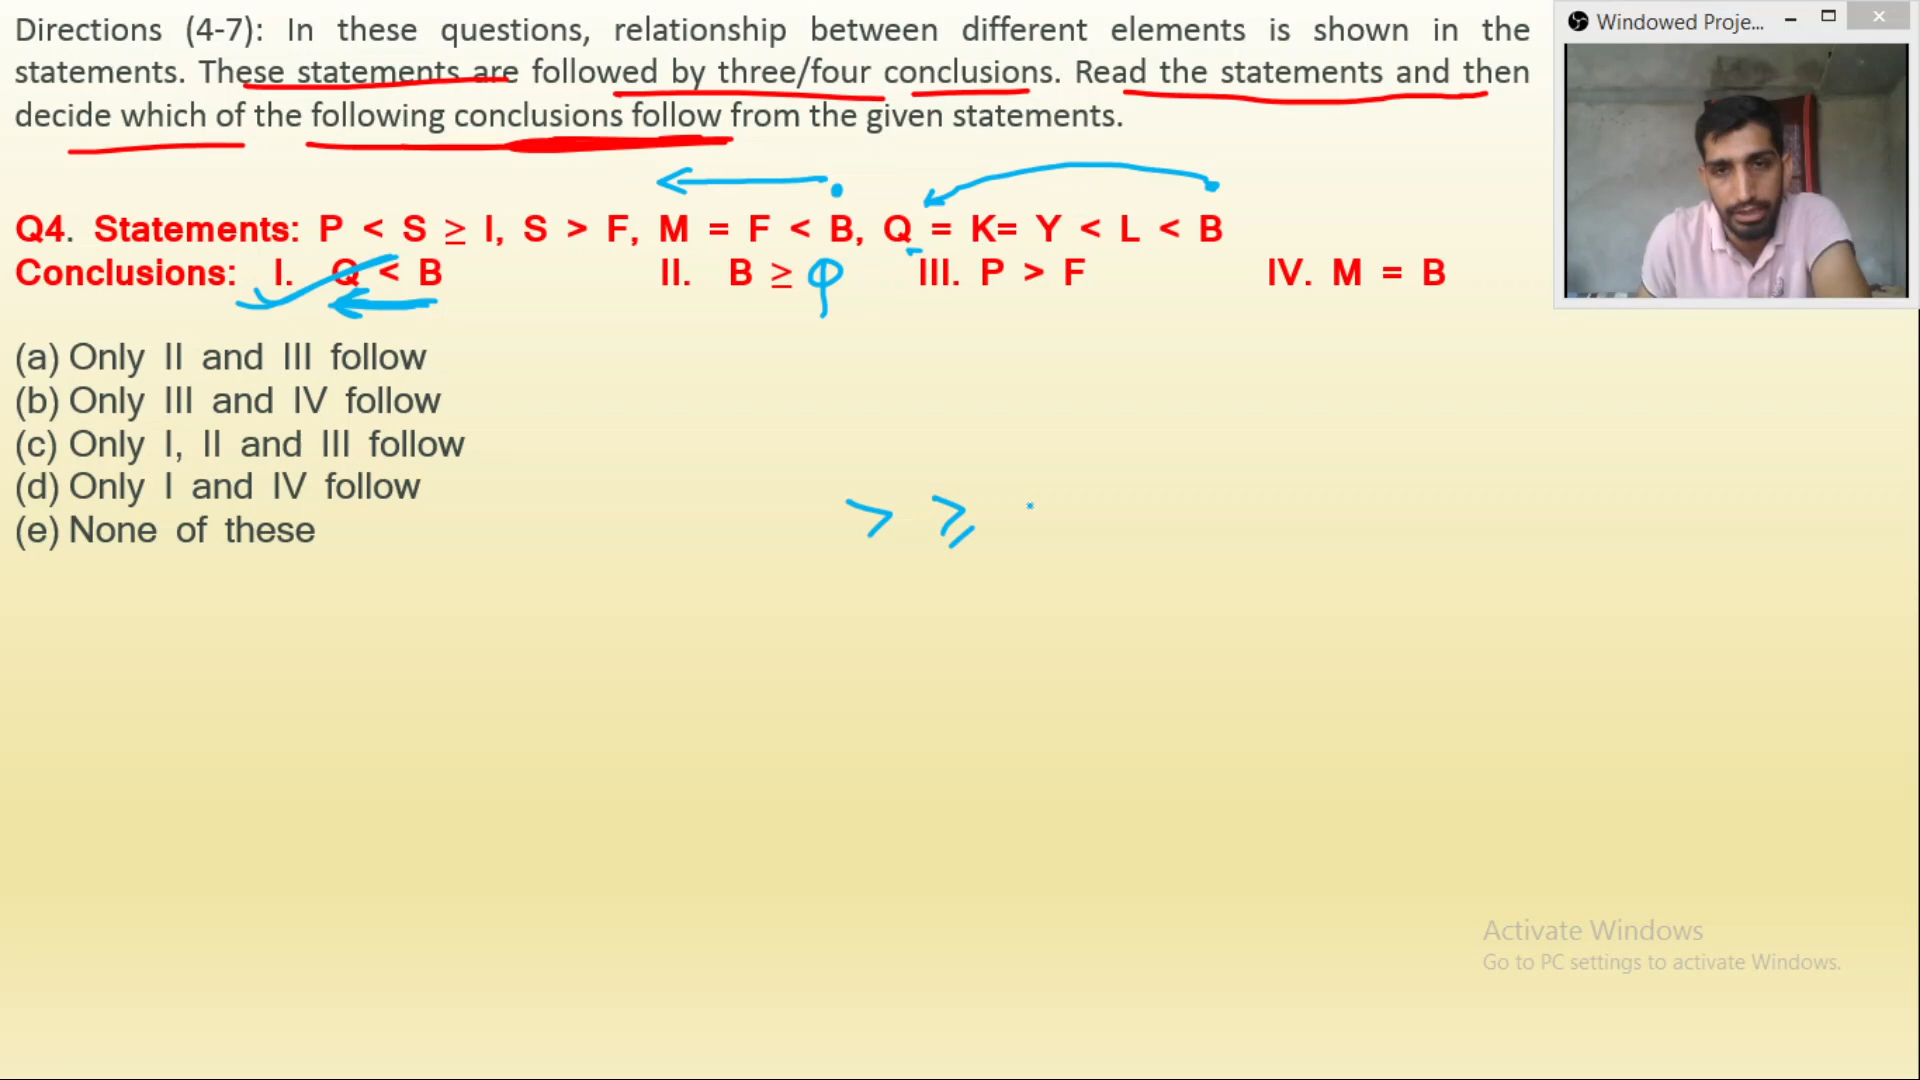 Directions (4-7): In these questions, relationship between different elements is shown in the
statements. These statements are followed by three/four conclusions. Read the statements and then
decide which of the following conclusions follow from the given statements.
Q4. Statements: P < S ≥ I, S > F, M = F < B, Q = K= Y < L < B
Conclusions: I. Q < B II. B ≥ φ III. P > F IV. M = B
(a) Only II and III follow
(b) Only III and IV follow
(c) Only I, II and III follow
(d) Only I and IV follow
(e) None of these
> ≥
Windowed Proje...
Activate Windows
Go to PC settings to activate Windows.